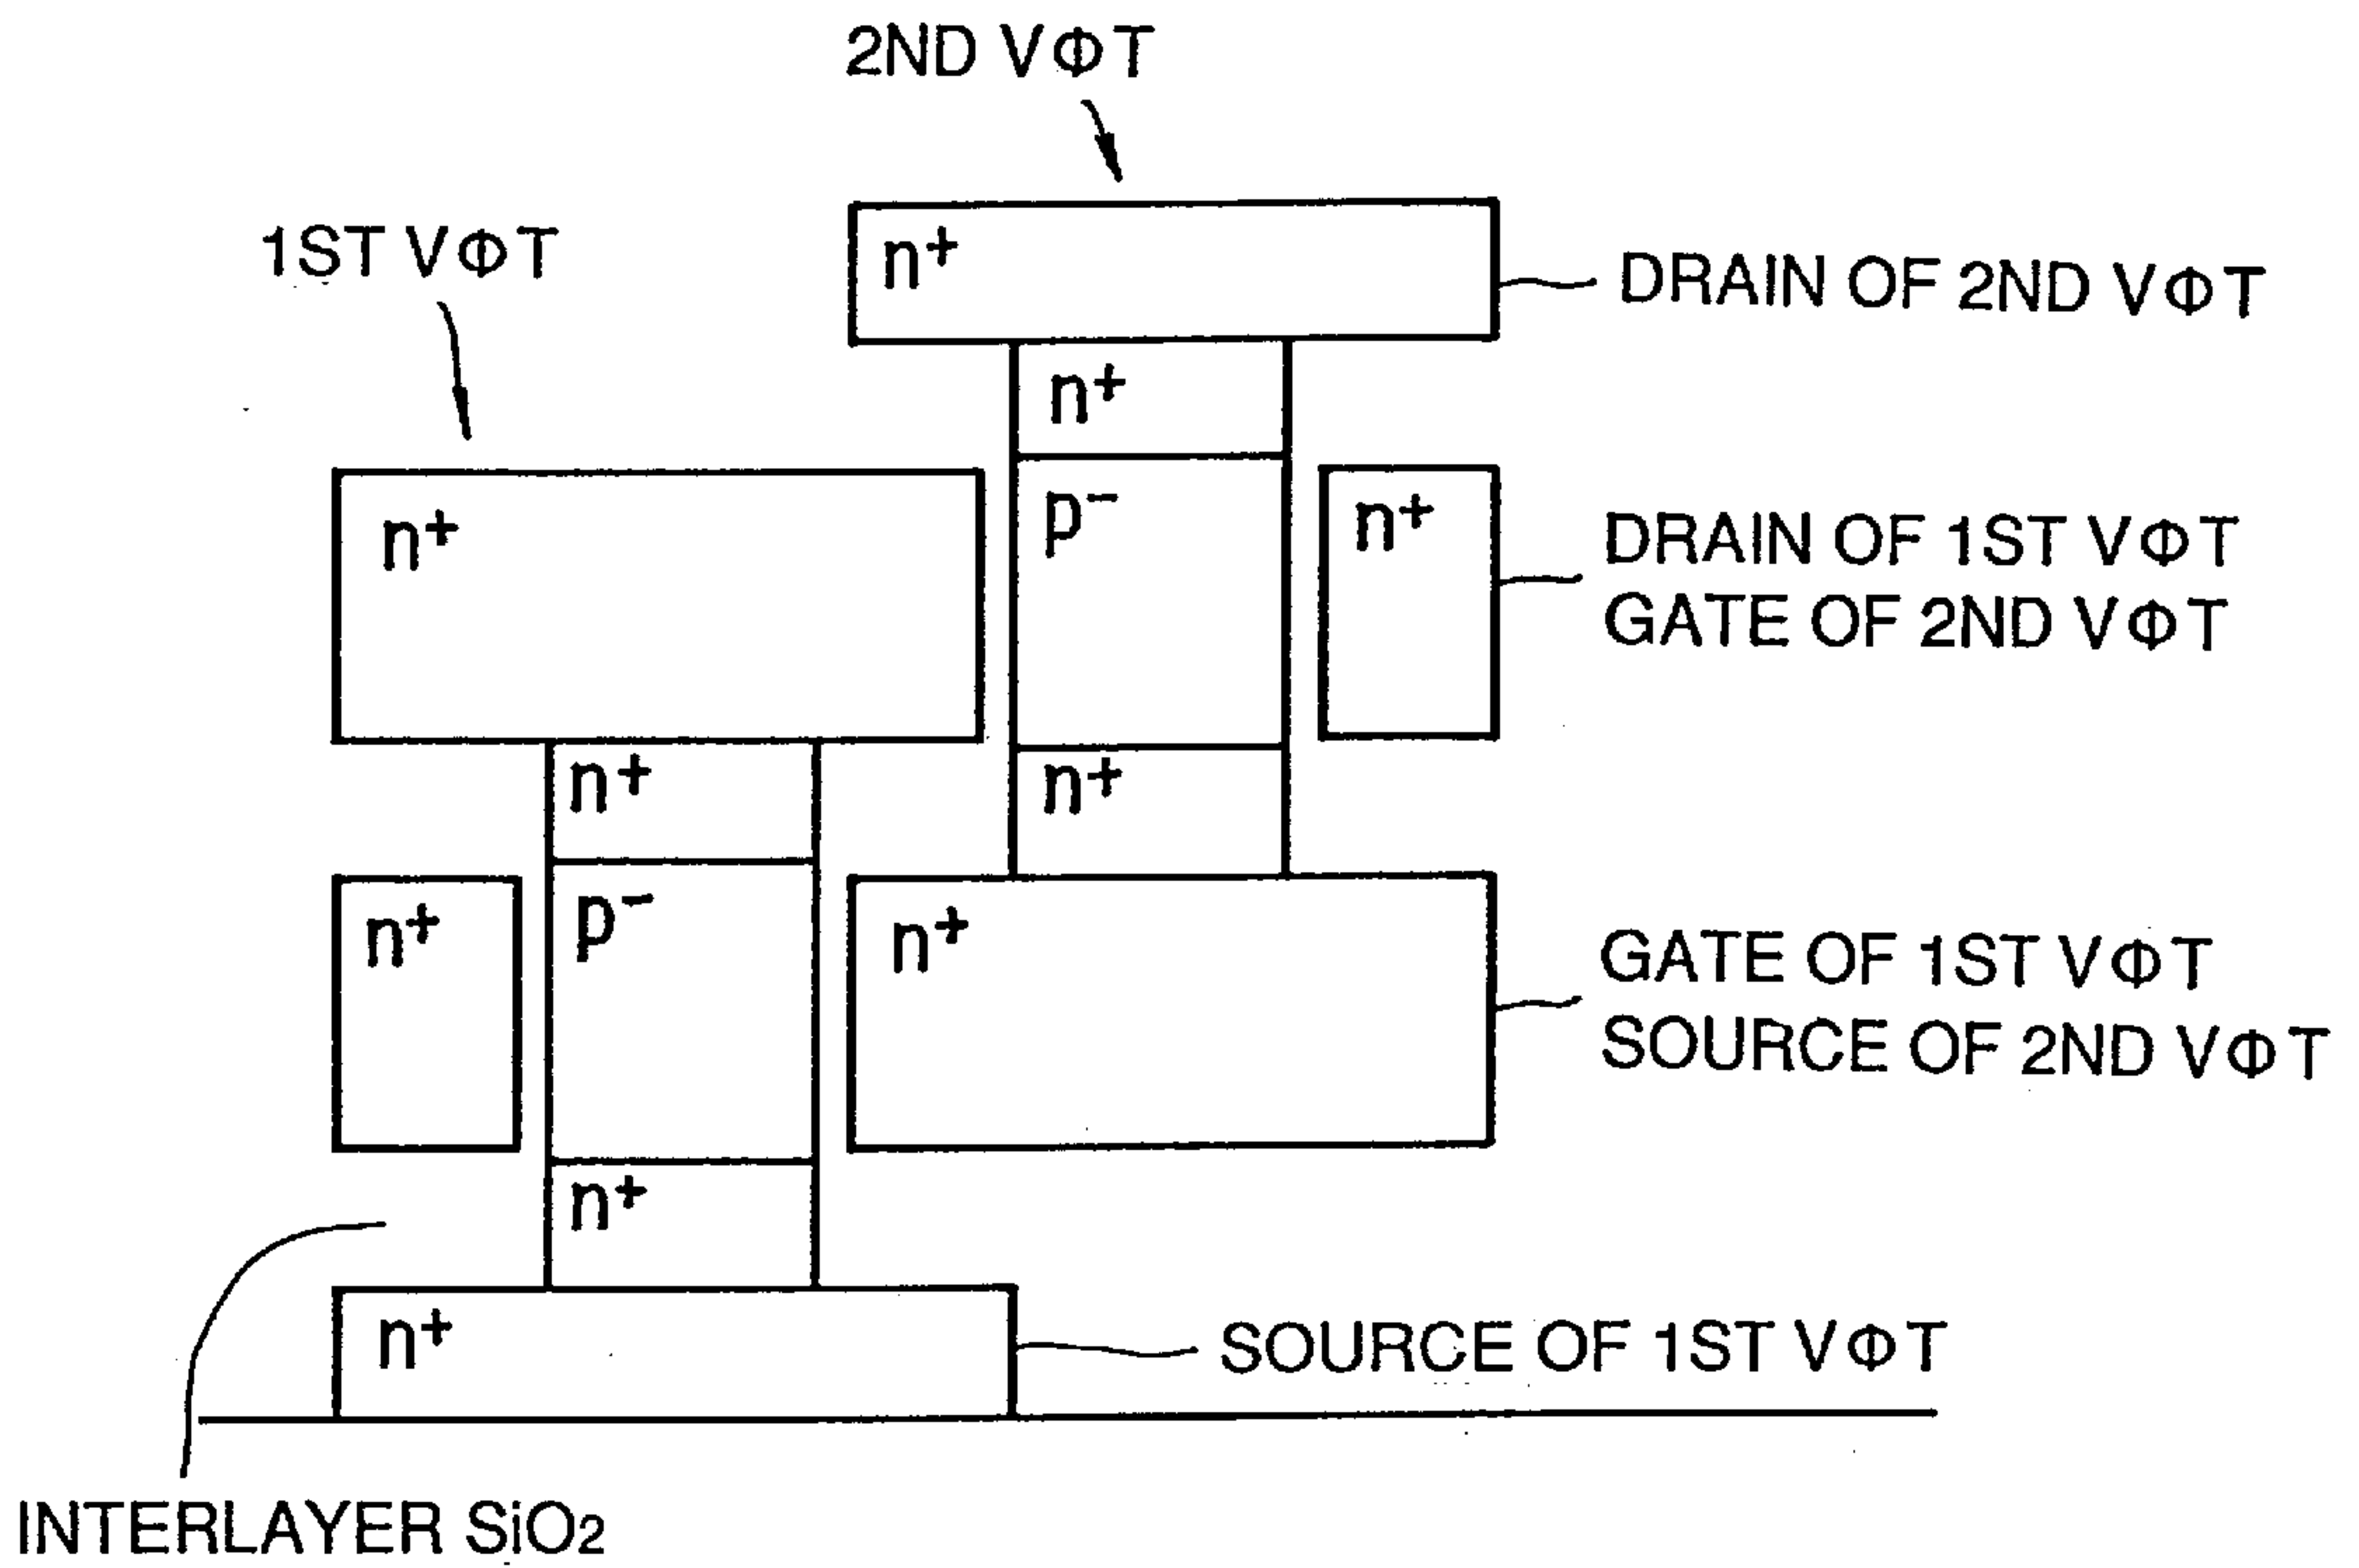 2ND VΦT
1ST VΦT
n+
DRAIN OF 2ND VΦT
n+
n+
p−
n+
DRAIN OF 1ST VΦT
GATE OF 2ND VΦT
n+
n+
n+
p−
n+
GATE OF 1ST VΦT
SOURCE OF 2ND VΦT
n+
n+
SOURCE OF 1ST VΦT
INTERLAYER SiO2